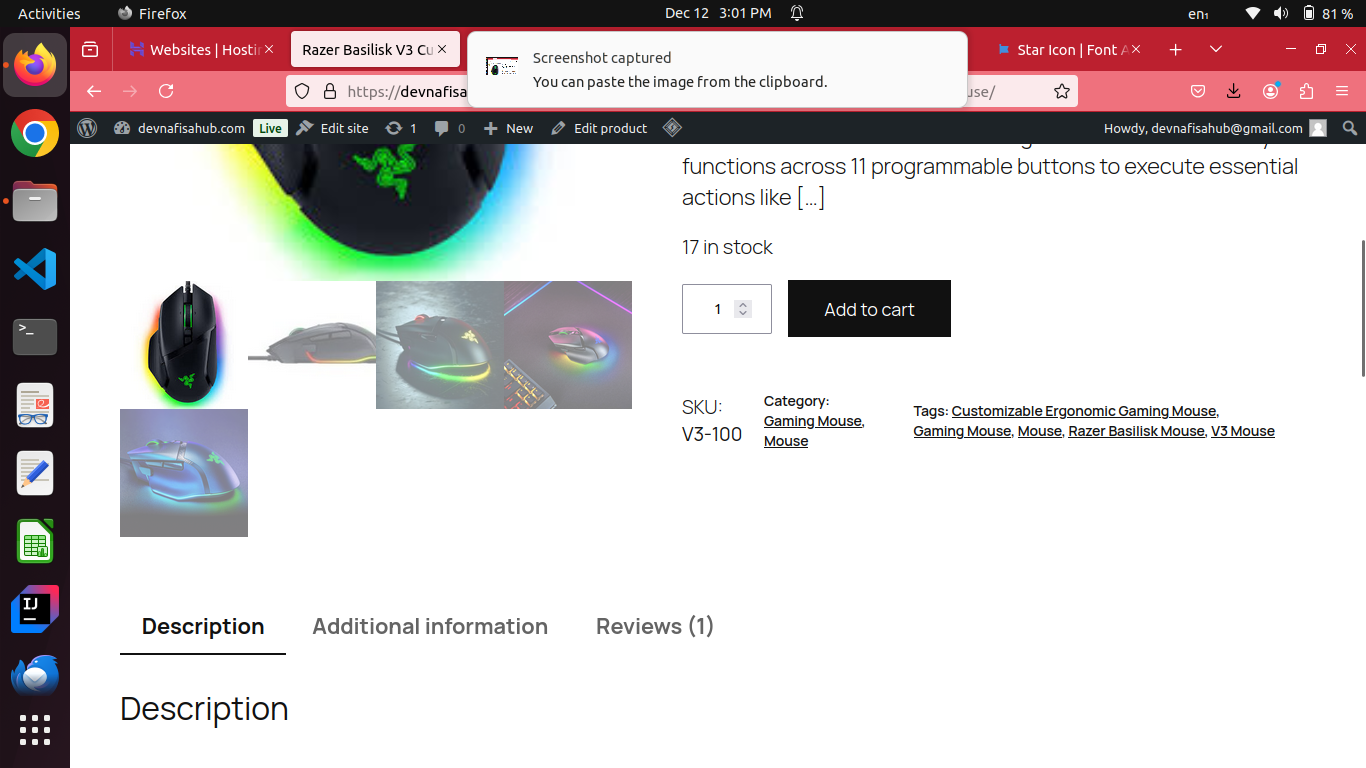 Activities
Firefox
Dec 12 3:01 PM
en₁
81 %
Websites | Hostin
Razer Basilisk V3 Cu
Star Icon | Font A
Screenshot captured
You can paste the image from the clipboard.
https://devnafisa
use/
devnafisahub.com
Live
Edit site
1
0
New
Edit product
Howdy, devnafisahub@gmail.com
functions across 11 programmable buttons to execute essential
actions like […]
17 in stock
1
Add to cart
SKU:
V3-100
Category:
Gaming Mouse,
Mouse
Tags: Customizable Ergonomic Gaming Mouse,
Gaming Mouse, Mouse, Razer Basilisk Mouse, V3 Mouse
Description
Additional information
Reviews (1)
Description